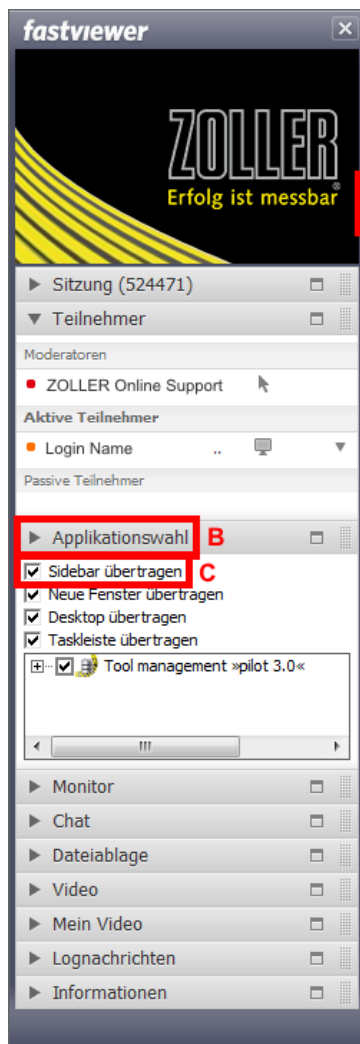 fastviewer
ZOLLER
Erfolg ist messbar®
Sitzung (524471)
Teilnehmer
Moderatoren
ZOLLER Online Support
Aktive Teilnehmer
Login Name ..
Passive Teilnehmer
Applikationswahl B
Sidebar übertragen C
Neue Fenster übertragen
Desktop übertragen
Taskleiste übertragen
Tool management »pilot 3.0«
Monitor
Chat
Dateiablage
Video
Mein Video
Lognachrichten
Informationen